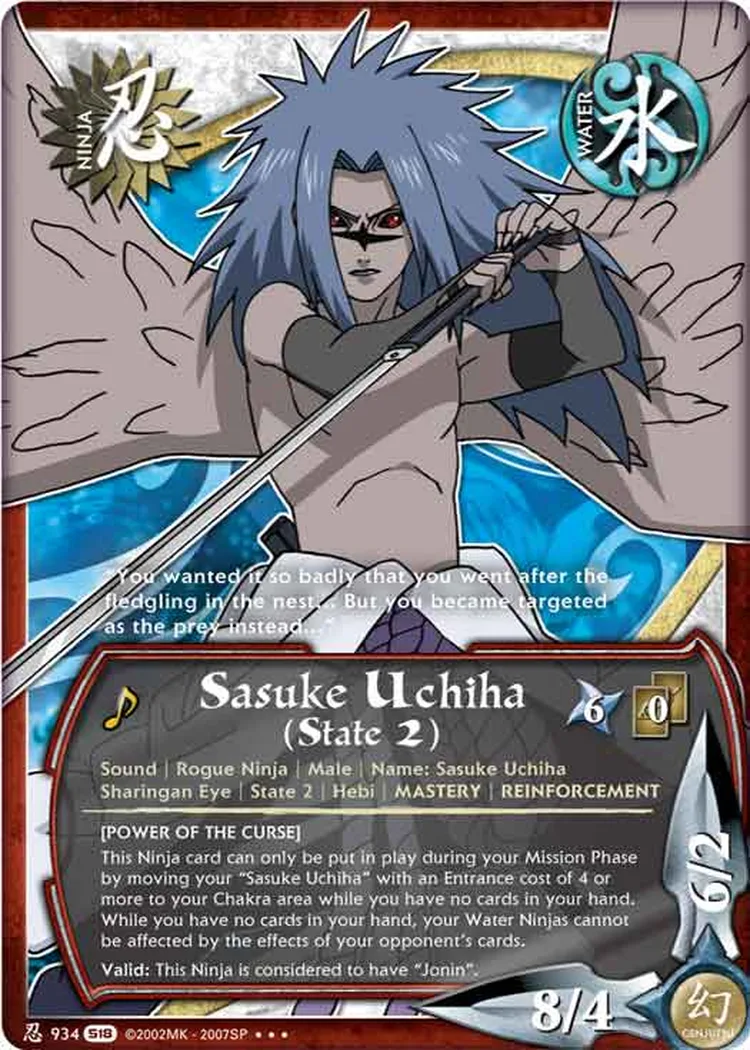 NINJA 忍
WATER 水
"You wanted it so badly that you went after the
fledgling in the nest... But you became targeted
as the prey instead..."
Sasuke Uchiha
(State 2)
6
0
Sound | Rogue Ninja | Male | Name: Sasuke Uchiha
Sharingan Eye | State 2 | Hebi | MASTERY | REINFORCEMENT
[POWER OF THE CURSE]
This Ninja card can only be put in play during your Mission Phase
by moving your "Sasuke Uchiha" with an Entrance cost of 4 or
more to your Chakra area while you have no cards in your hand.
While you have no cards in your hand, your Water Ninjas cannot
be affected by the effects of your opponent's cards.
Valid: This Ninja is considered to have "Jonin".
6/2
8/4
幻
GENJUTSU
忍 934 S18 ©2002MK - 2007SP